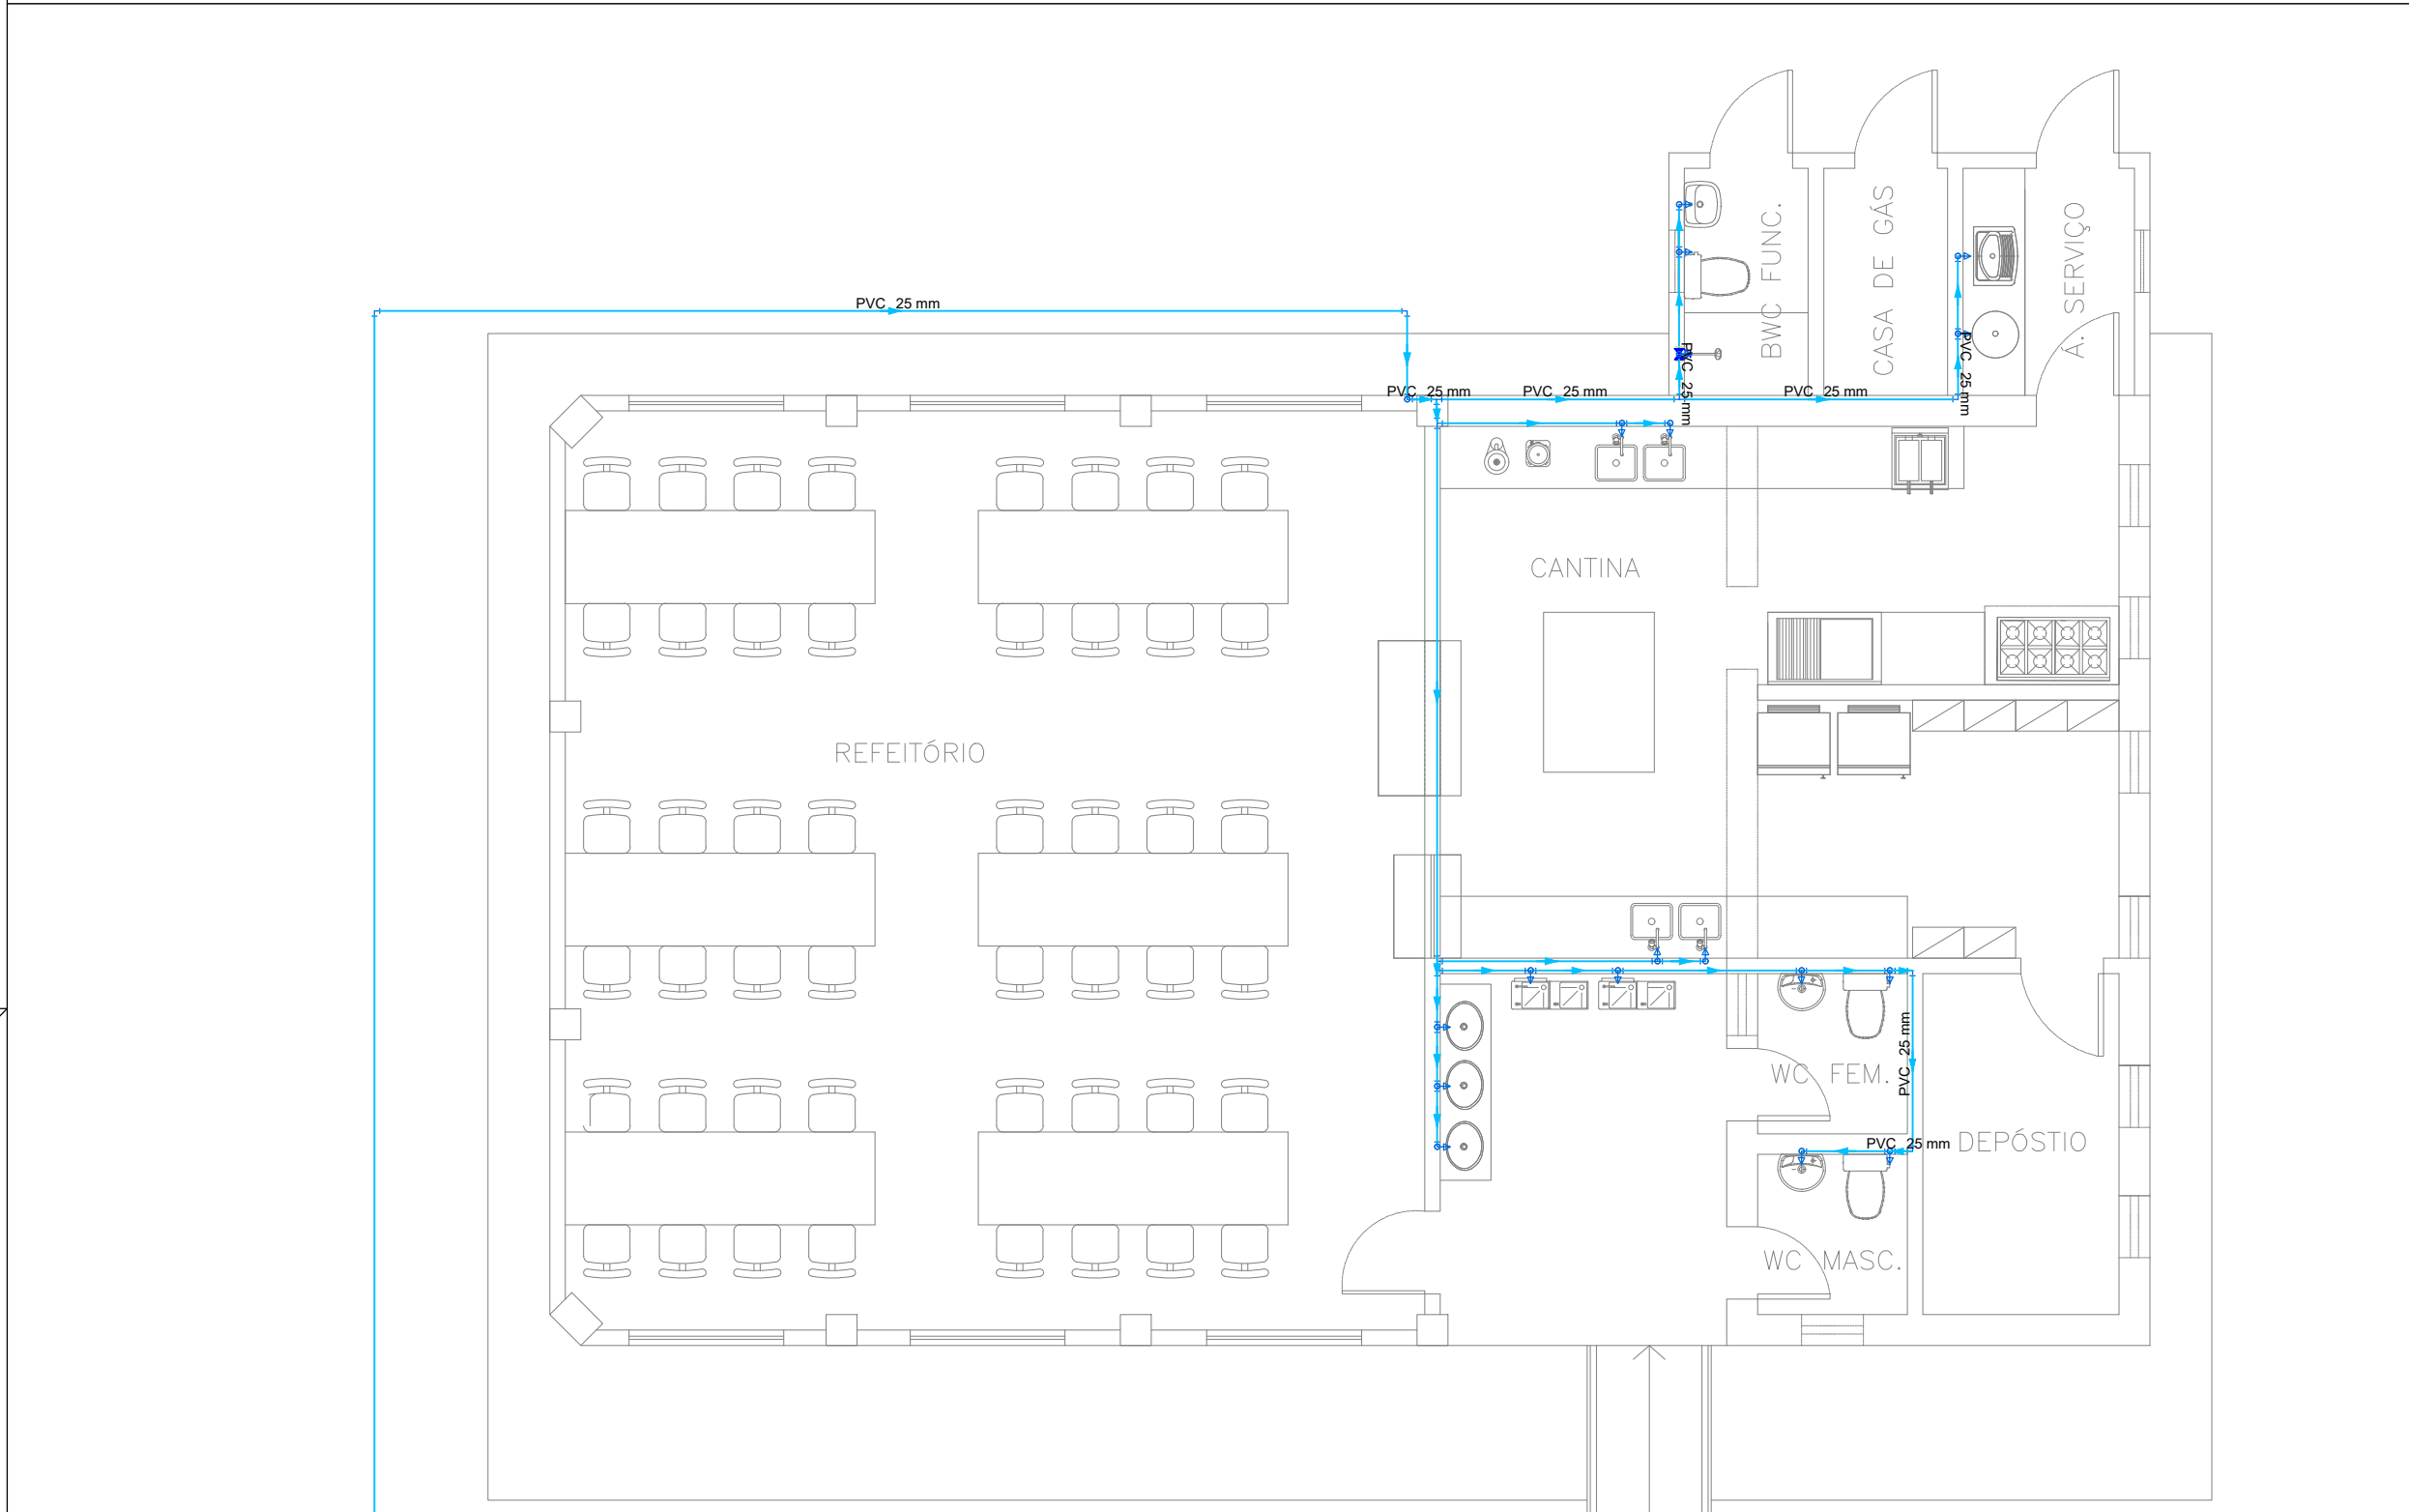 BWC FUNC.
CASA DE GÁS
Á. SERVIÇO
PVC 25 mm
PVC 25 mm
PVC 25 mm
PVC 25 mm
PVC 25 mm
PVC 25 mm
CANTINA
REFEITÓRIO
PVC 25 mm
WC FEM.
DEPÓSTIO
PVC 25 mm
WC MASC.